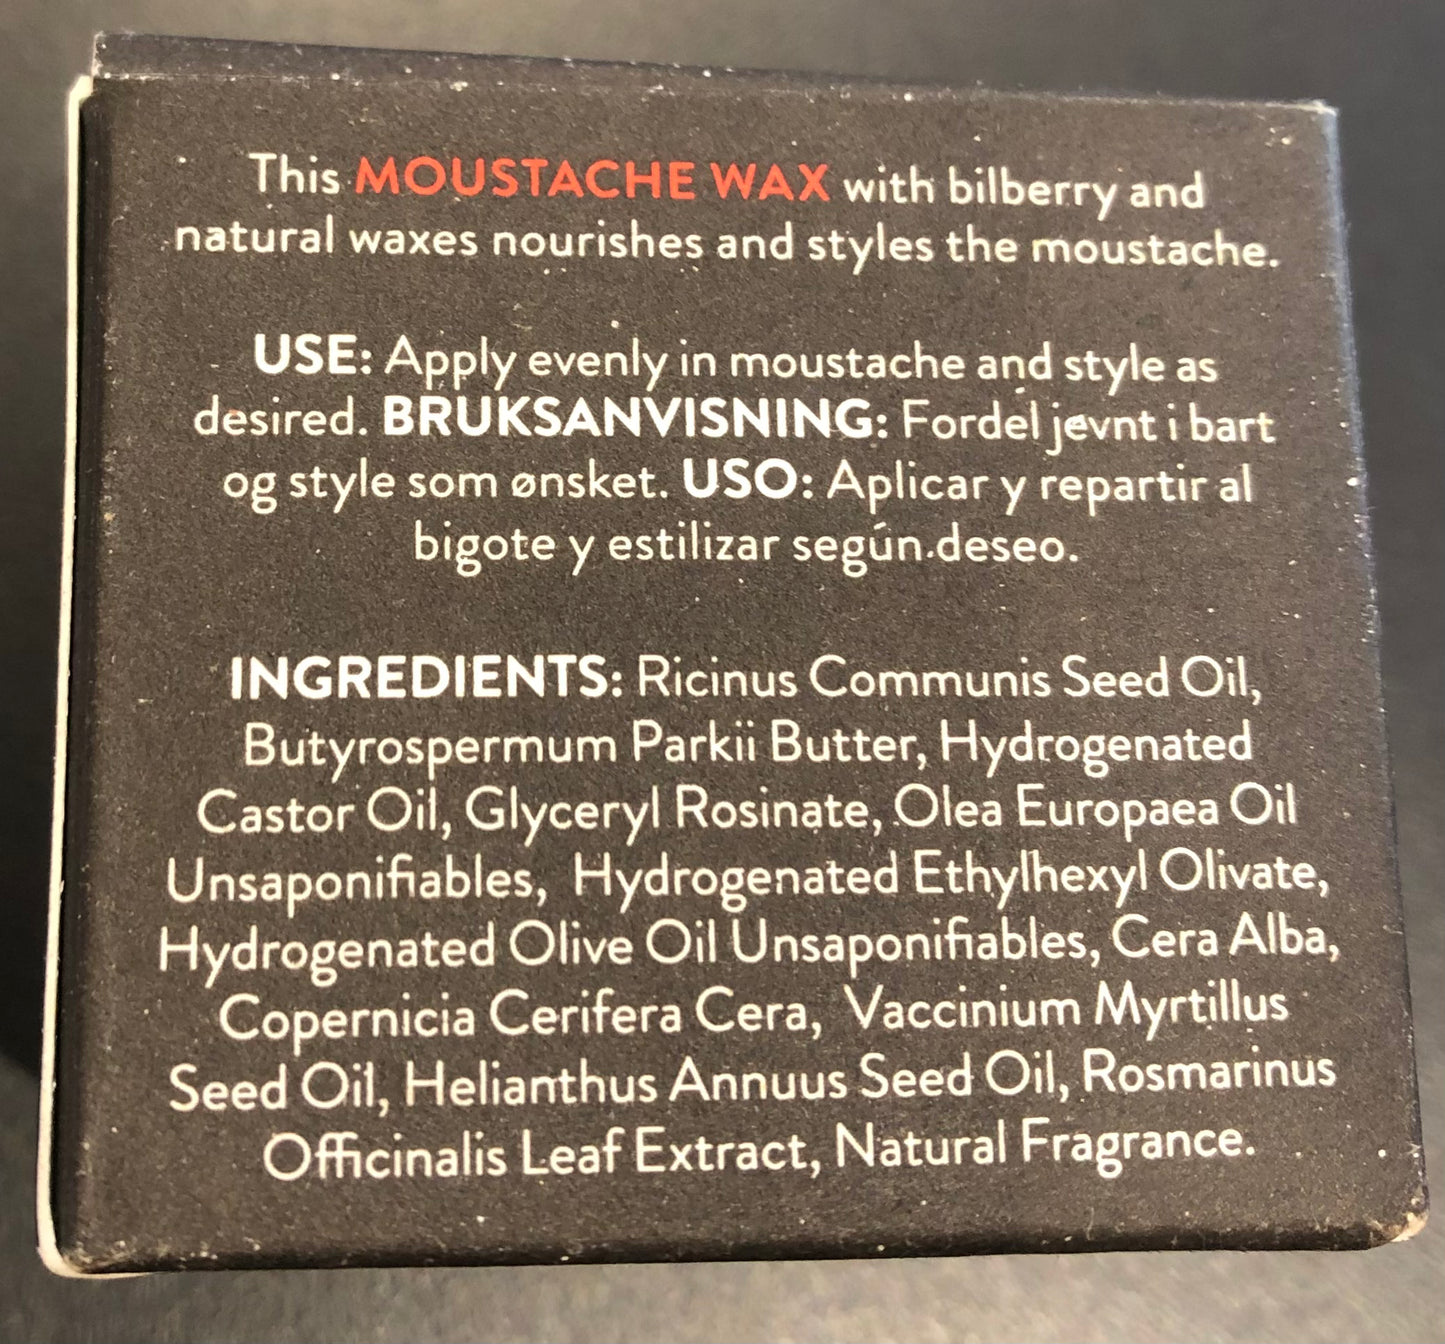 This MOUSTACHE WAX with bilberry and
natural waxes nourishes and styles the moustache.
USE: Apply evenly in moustache and style as
desired. BRUKSANVISNING: Fordel jevnt i bart
og style som ønsket. USO: Aplicar y repartir al
bigote y estilizar según deseo.
INGREDIENTS: Ricinus Communis Seed Oil,
Butyrospermum Parkii Butter, Hydrogenated
Castor Oil, Glyceryl Rosinate, Olea Europaea Oil
Unsaponifiables, Hydrogenated Ethylhexyl Olivate,
Hydrogenated Olive Oil Unsaponifiables, Cera Alba,
Copernicia Cerifera Cera, Vaccinium Myrtillus
Seed Oil, Helianthus Annuus Seed Oil, Rosmarinus
Officinalis Leaf Extract, Natural Fragrance.